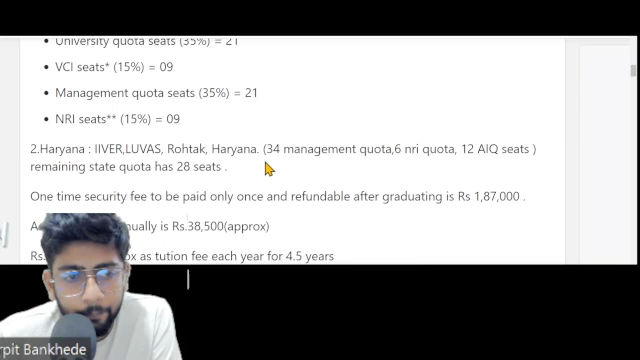 University quota seats (35%) = 21
VCI seats* (15%) = 09
Management quota seats (35%) = 21
NRI seats** (15%) = 09
2.Haryana : IIVER,LUVAS, Rohtak, Haryana. (34 management quota,6 nri quota, 12 AIQ seats )
remaining state quota has 28 seats .
One time security fee to be paid only once and refundable after graduating is Rs 1,87,000 .
nually is Rs.38,500(approx)
Rs. ox as tution fee each year for 4.5 years
rpit Bankhede